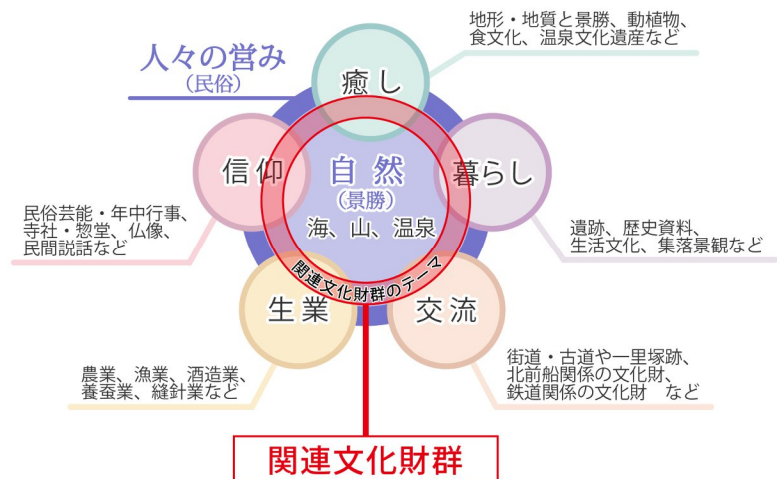 地形・地質と景勝、動植物、
食文化、温泉文化遺産など
人々の営み
（民俗）
癒し
信仰
自然
（景勝）
海、山、温泉
暮らし
民俗芸能・年中行事、
寺社・惣堂、仏像、
民間説話など
遺跡、歴史資料、
生活文化、集落景観など
関連文化財群のテーマ
生業
交流
農業、漁業、酒造業、
養蚕業、縫針業など
街道・古道や一里塚跡、
北前船関係の文化財、
鉄道関係の文化財　など
関連文化財群